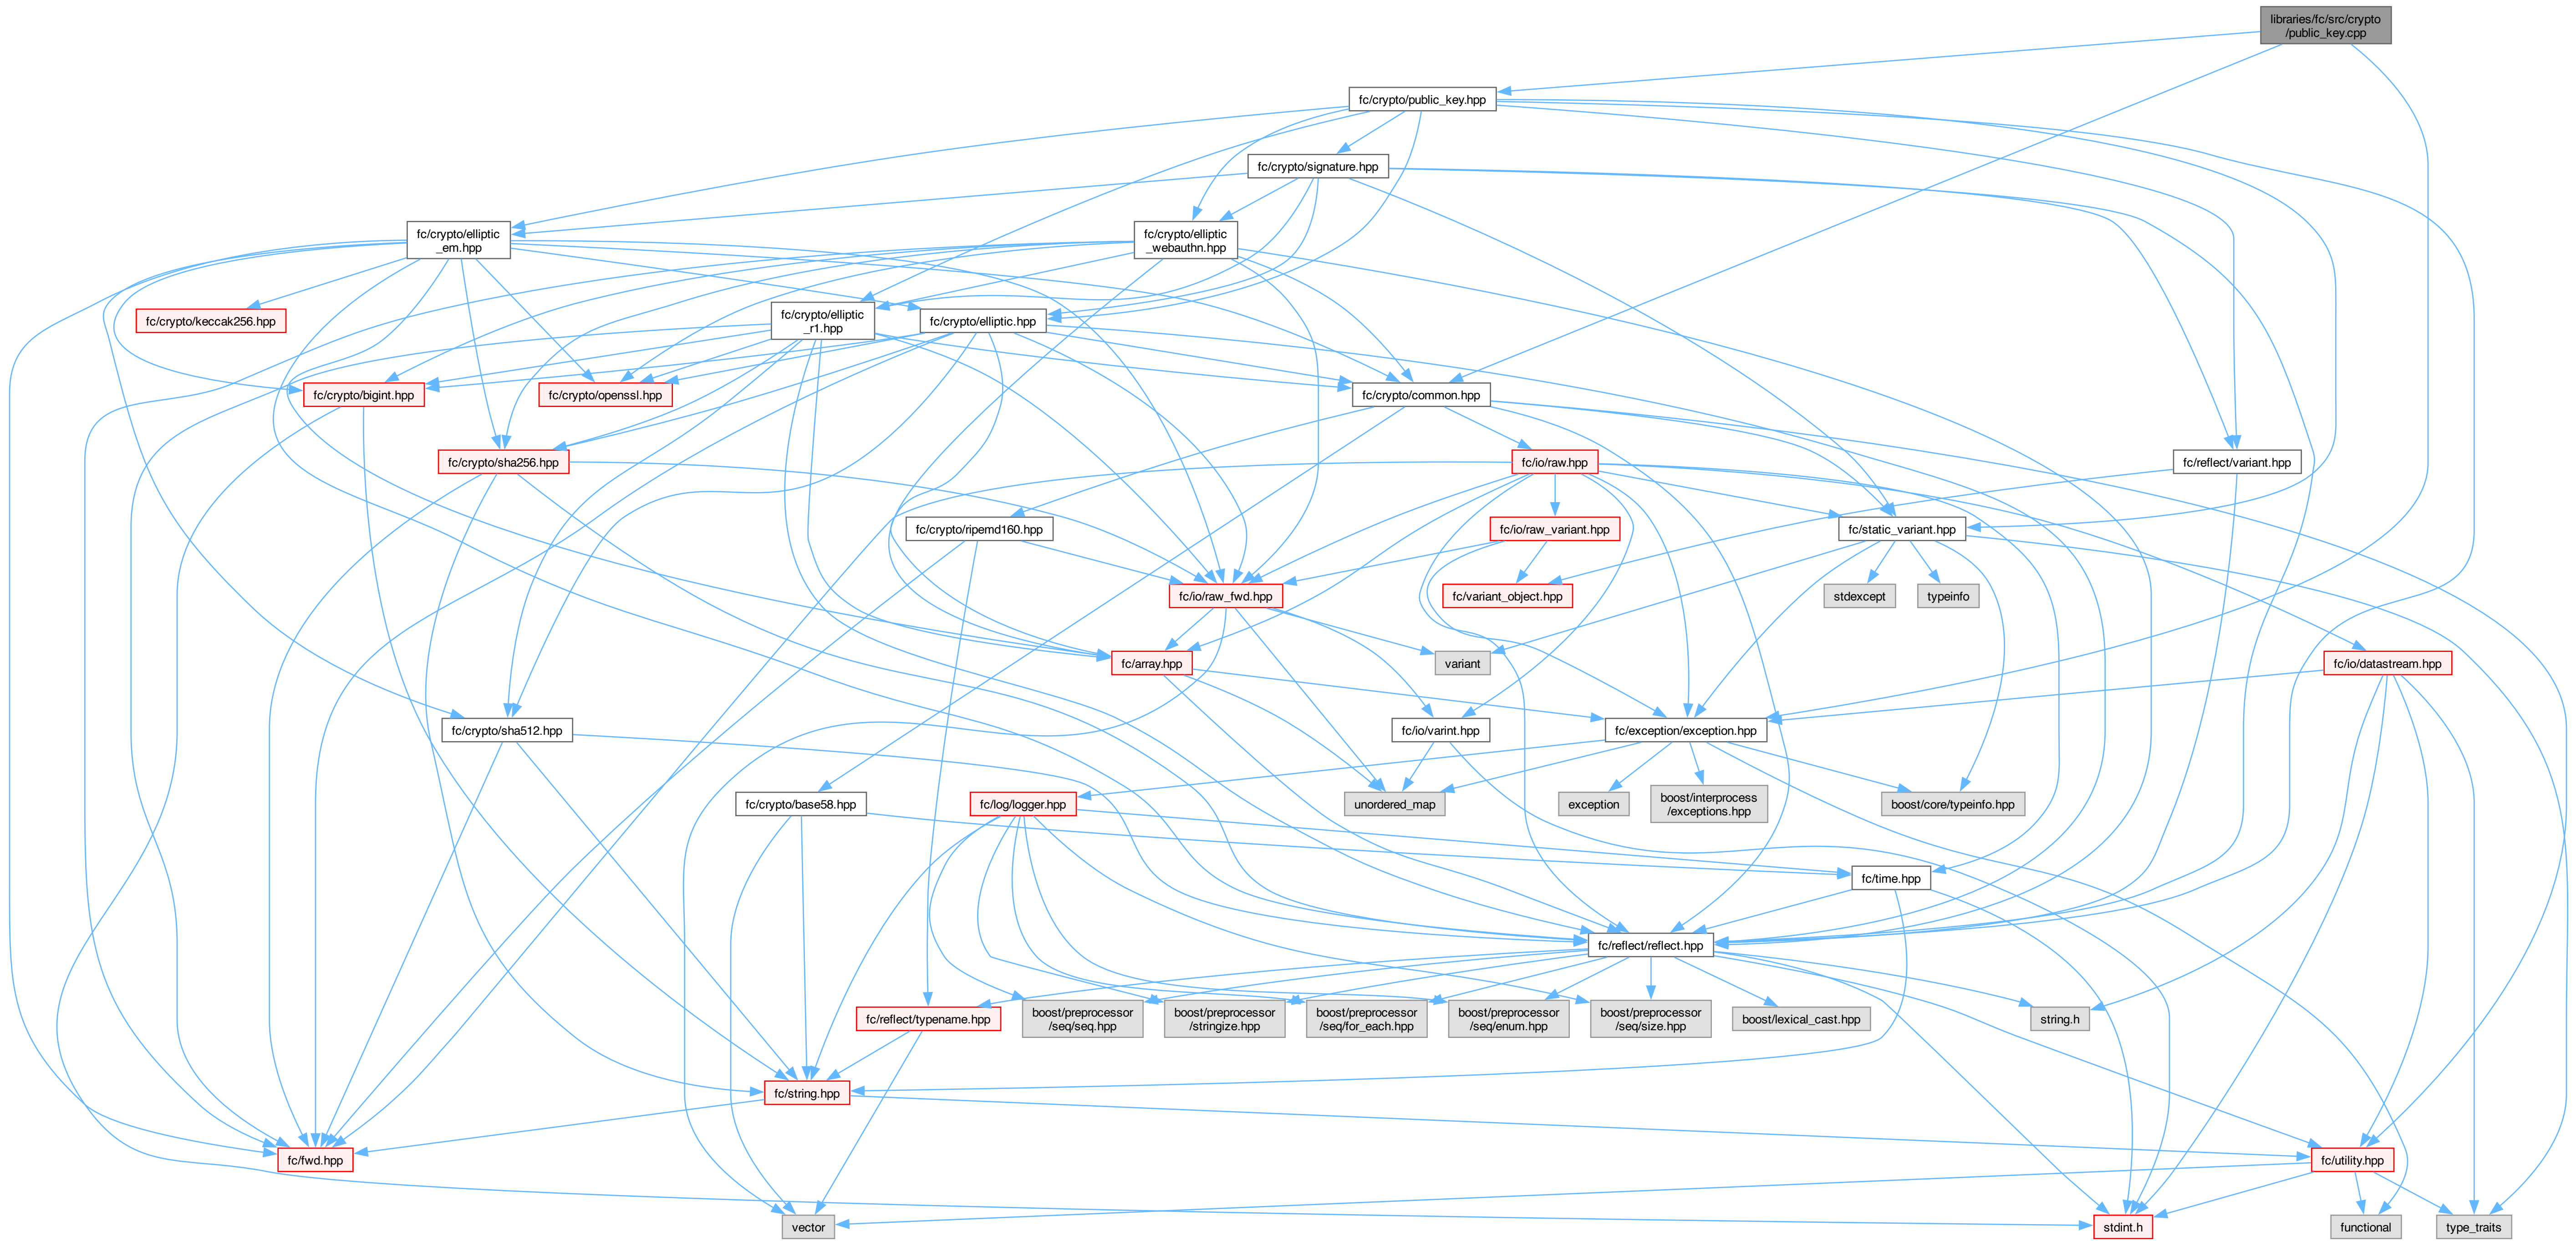 libraries/fc/src/crypto
/public_key.cpp
fc/crypto/public_key.hpp
fc/crypto/signature.hpp
fc/crypto/elliptic
_em.hpp
fc/crypto/elliptic
_webauthn.hpp
fc/crypto/keccak256.hpp
fc/crypto/elliptic
_r1.hpp
fc/crypto/elliptic.hpp
fc/crypto/bigint.hpp
fc/crypto/openssl.hpp
fc/crypto/common.hpp
fc/crypto/sha256.hpp
fc/io/raw.hpp
fc/reflect/variant.hpp
fc/crypto/ripemd160.hpp
fc/io/raw_variant.hpp
fc/static_variant.hpp
fc/io/raw_fwd.hpp
fc/variant_object.hpp
stdexcept
typeinfo
fc/array.hpp
variant
fc/io/datastream.hpp
fc/crypto/sha512.hpp
fc/io/varint.hpp
fc/exception/exception.hpp
fc/crypto/base58.hpp
fc/log/logger.hpp
unordered_map
exception
boost/interprocess
/exceptions.hpp
boost/core/typeinfo.hpp
fc/time.hpp
fc/reflect/reflect.hpp
fc/reflect/typename.hpp
boost/preprocessor
/seq/seq.hpp
boost/preprocessor
/stringize.hpp
boost/preprocessor
/seq/for_each.hpp
boost/preprocessor
/seq/enum.hpp
boost/preprocessor
/seq/size.hpp
boost/lexical_cast.hpp
string.h
fc/string.hpp
fc/fwd.hpp
fc/utility.hpp
vector
stdint.h
functional
type_traits